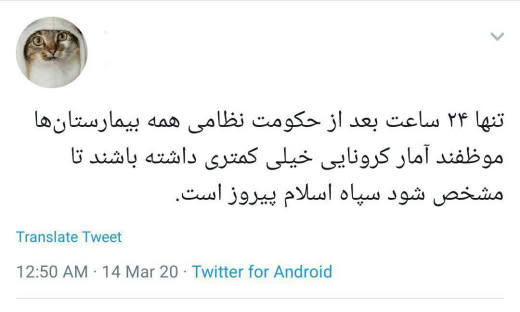 تنها ۲۴ ساعت بعد از حکومت نظامی همه بیمارستان‌ها
موظفند آمار کرونایی خیلی کمتری داشته باشند تا
مشخص شود سپاه اسلام پیروز است.
Translate Tweet
12:50 AM · 14 Mar 20 · Twitter for Android